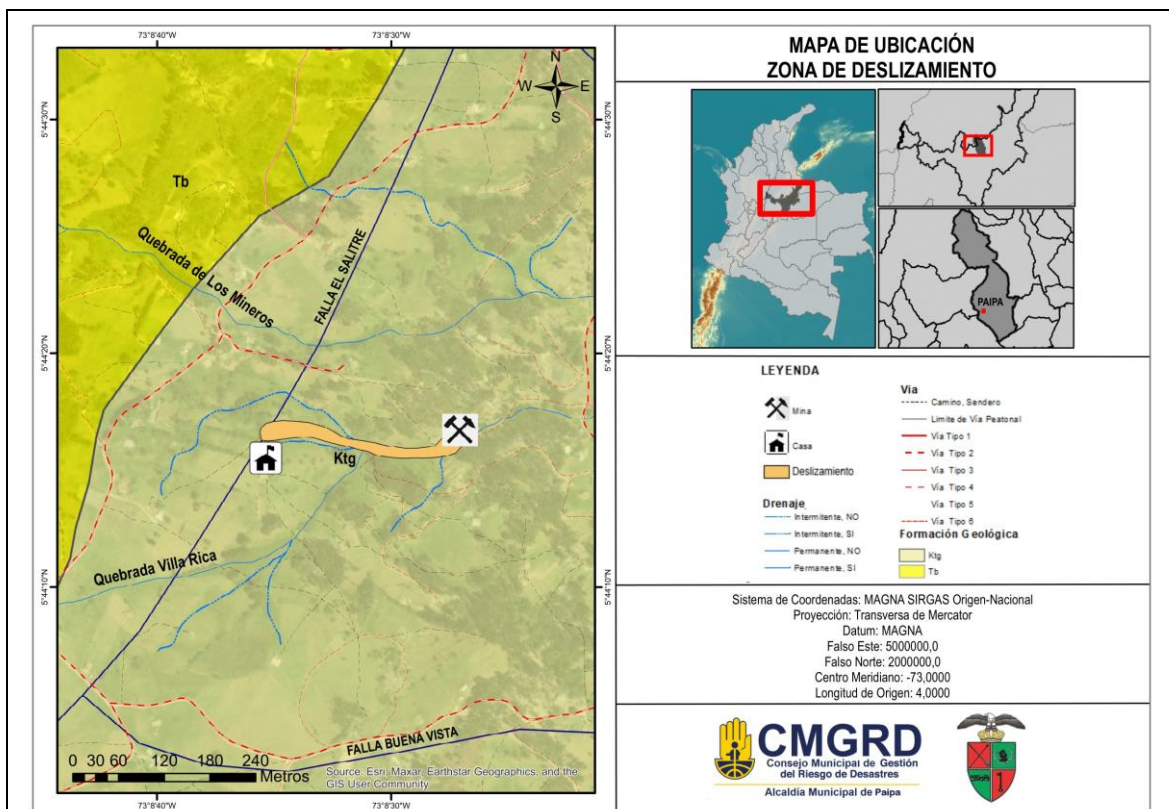 MAPA DE UBICACIÓN
ZONA DE DESLIZAMIENTO
73°8'40"W
73°8'30"W
5°44'30"N
5°44'20"N
5°44'10"N
5°44'30"N
5°44'20"N
5°44'10"N
73°8'40"W
73°8'30"W
N
W
E
S
Tb
Quebrada de Los Mineros
FALLA EL SALITRE
Ktg
Quebrada Villa Rica
FALLA BUENA VISTA
0 30 60 120 180 240
Metros
Source: Esri, Maxar, Earthstar Geographics, and the
GIS User Community
PAIPA
LEYENDA
Mina
Casa
Deslizamiento
Drenaje
Intermitente, NO
Intermitente, SI
Permanente, NO
Permanente, SI
Via
Camino, Sendero
Limite de Vía Peatonal
Vía Tipo 1
Vía Tipo 2
Vía Tipo 3
Vía Tipo 4
Vía Tipo 5
Vía Tipo 6
Formación Geológica
Ktg
Tb
Sistema de Coordenadas: MAGNA SIRGAS Origen-Nacional
Proyección: Transversa de Mercator
Datum: MAGNA
Falso Este: 5000000,0
Falso Norte: 2000000,0
Centro Meridiano: -73,0000
Longitud de Origen: 4,0000
CMGRD
Consejo Municipal de Gestión
del Riesgo de Desastres
Alcaldía Municipal de Paipa